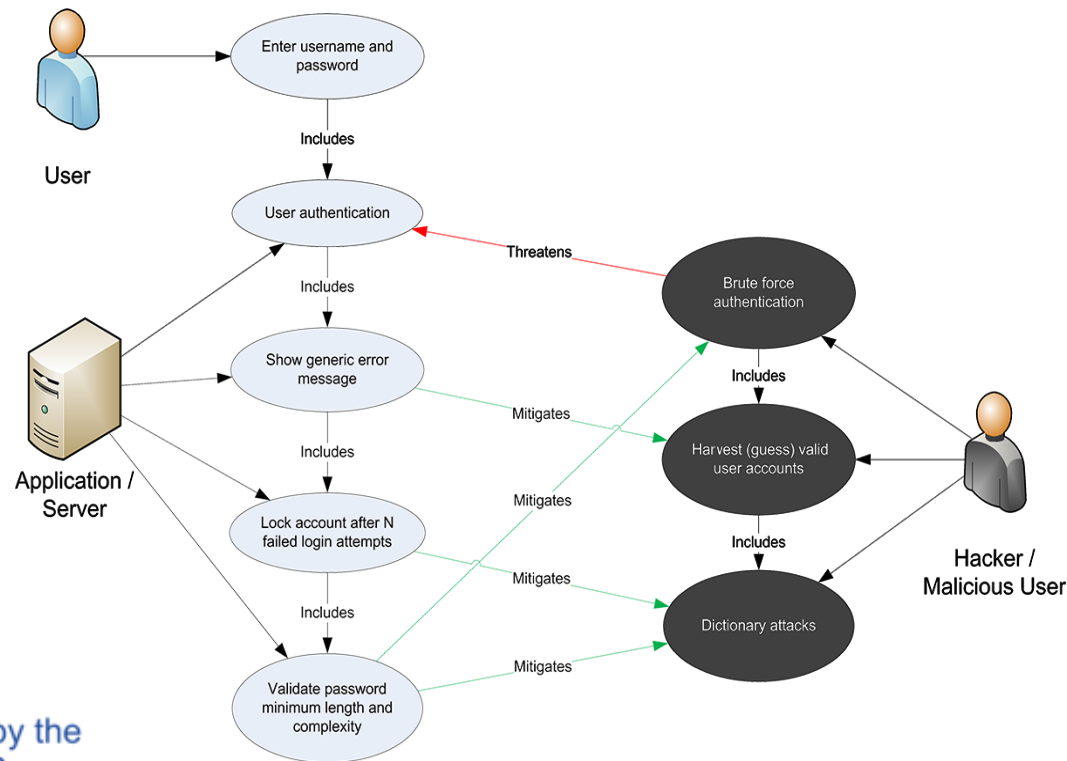 Enter username and
password
Includes
User
User authentication
Threatens
Includes
Brute force
authentication
Show generic error
message
Includes
Mitigates
Harvest (guess) valid
user accounts
Includes
Application /
Server
Mitigates
Lock account after N
failed login attempts
Includes
Hacker /
Malicious User
Mitigates
Includes
Dictionary attacks
Mitigates
Validate password
minimum length and
complexity
by the